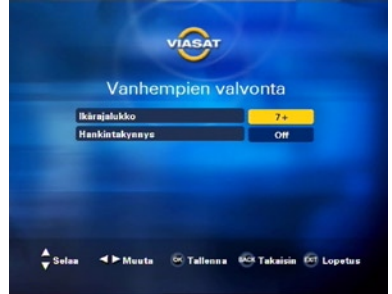 VIASAT
Vanhempien valvonta
Ikärajalukko 7+
Hankintakynnys Off
Selaa Muuta OK Tallenna BACK Takaisin EXIT Lopetus